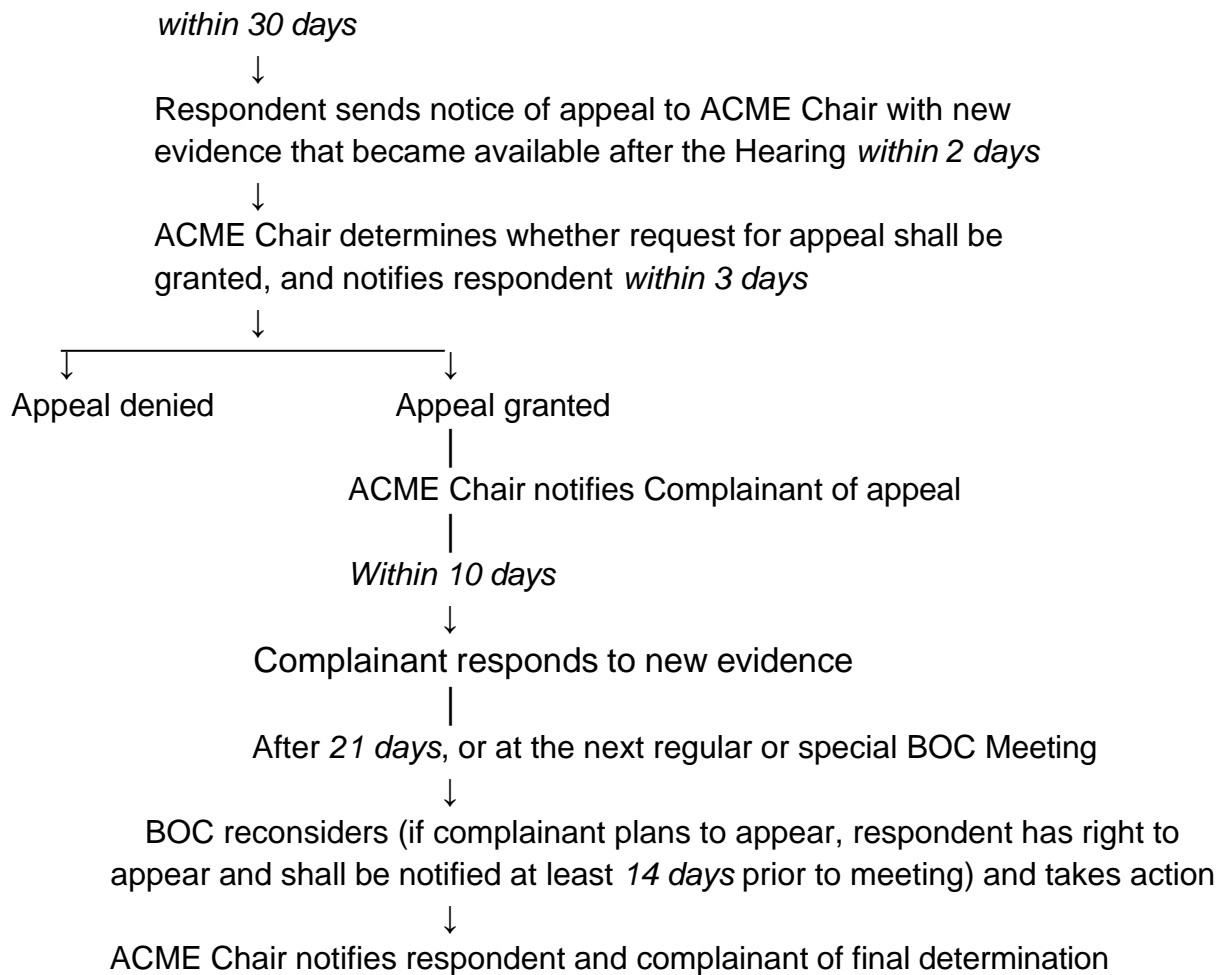 within 30 days
↓
Respondent sends notice of appeal to ACME Chair with new
evidence that became available after the Hearing within 2 days
↓
ACME Chair determines whether request for appeal shall be
granted, and notifies respondent within 3 days
↓
↓ ↓
Appeal denied Appeal granted
|
ACME Chair notifies Complainant of appeal
|
Within 10 days
↓
Complainant responds to new evidence
|
After 21 days, or at the next regular or special BOC Meeting
↓
BOC reconsiders (if complainant plans to appear, respondent has right to
appear and shall be notified at least 14 days prior to meeting) and takes action
↓
ACME Chair notifies respondent and complainant of final determination